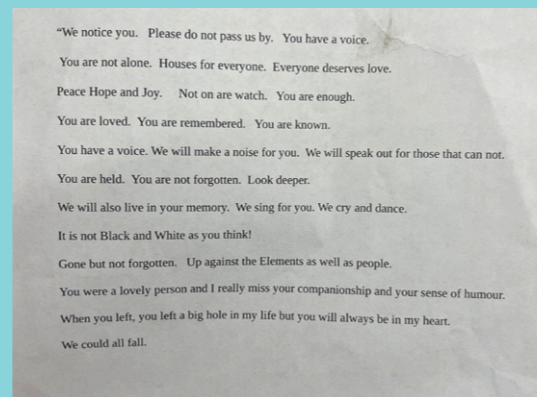 “We notice you. Please do not pass us by. You have a voice.
You are not alone. Houses for everyone. Everyone deserves love.
Peace Hope and Joy. Not on are watch. You are enough.
You are loved. You are remembered. You are known.
You have a voice. We will make a noise for you. We will speak out for those that can not.
You are held. You are not forgotten. Look deeper.
We will also live in your memory. We sing for you. We cry and dance.
It is not Black and White as you think!
Gone but not forgotten. Up against the Elements as well as people.
You were a lovely person and I really miss your companionship and your sense of humour.
When you left, you left a big hole in my life but you will always be in my heart.
We could all fall.